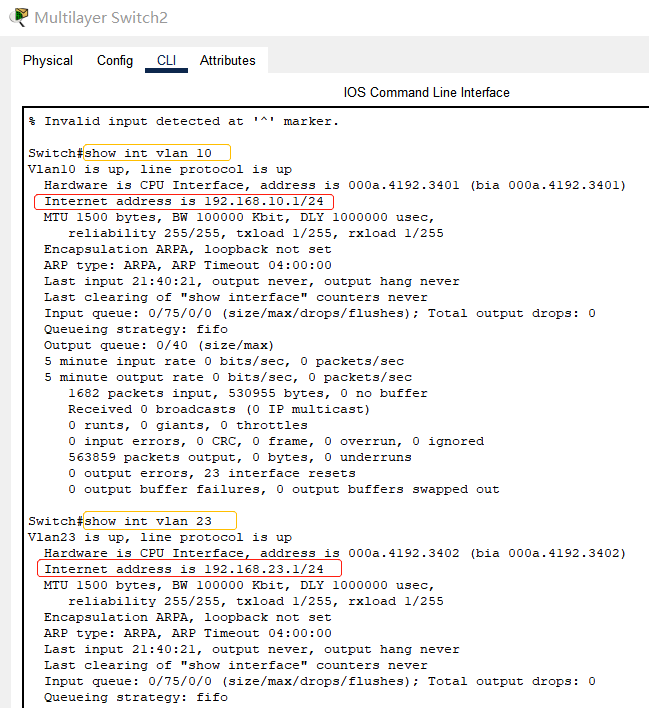 Multilayer Switch2
Physical Config CLI Attributes
IOS Command Line Interface
% Invalid input detected at '^' marker.
Switch#show int vlan 10
Vlan10 is up, line protocol is up
Hardware is CPU Interface, address is 000a.4192.3401 (bia 000a.4192.3401)
Internet address is 192.168.10.1/24
MTU 1500 bytes, BW 100000 Kbit, DLY 1000000 usec,
reliability 255/255, txload 1/255, rxload 1/255
Encapsulation ARPA, loopback not set
ARP type: ARPA, ARP Timeout 04:00:00
Last input 21:40:21, output never, output hang never
Last clearing of "show interface" counters never
Input queue: 0/75/0/0 (size/max/drops/flushes); Total output drops: 0
Queueing strategy: fifo
Output queue: 0/40 (size/max)
5 minute input rate 0 bits/sec, 0 packets/sec
5 minute output rate 0 bits/sec, 0 packets/sec
1682 packets input, 530955 bytes, 0 no buffer
Received 0 broadcasts (0 IP multicast)
0 runts, 0 giants, 0 throttles
0 input errors, 0 CRC, 0 frame, 0 overrun, 0 ignored
563859 packets output, 0 bytes, 0 underruns
0 output errors, 23 interface resets
0 output buffer failures, 0 output buffers swapped out
Switch#show int vlan 23
Vlan23 is up, line protocol is up
Hardware is CPU Interface, address is 000a.4192.3402 (bia 000a.4192.3402)
Internet address is 192.168.23.1/24
MTU 1500 bytes, BW 100000 Kbit, DLY 1000000 usec,
reliability 255/255, txload 1/255, rxload 1/255
Encapsulation ARPA, loopback not set
ARP type: ARPA, ARP Timeout 04:00:00
Last input 21:40:21, output never, output hang never
Last clearing of "show interface" counters never
Input queue: 0/75/0/0 (size/max/drops/flushes); Total output drops: 0
Queueing strategy: fifo